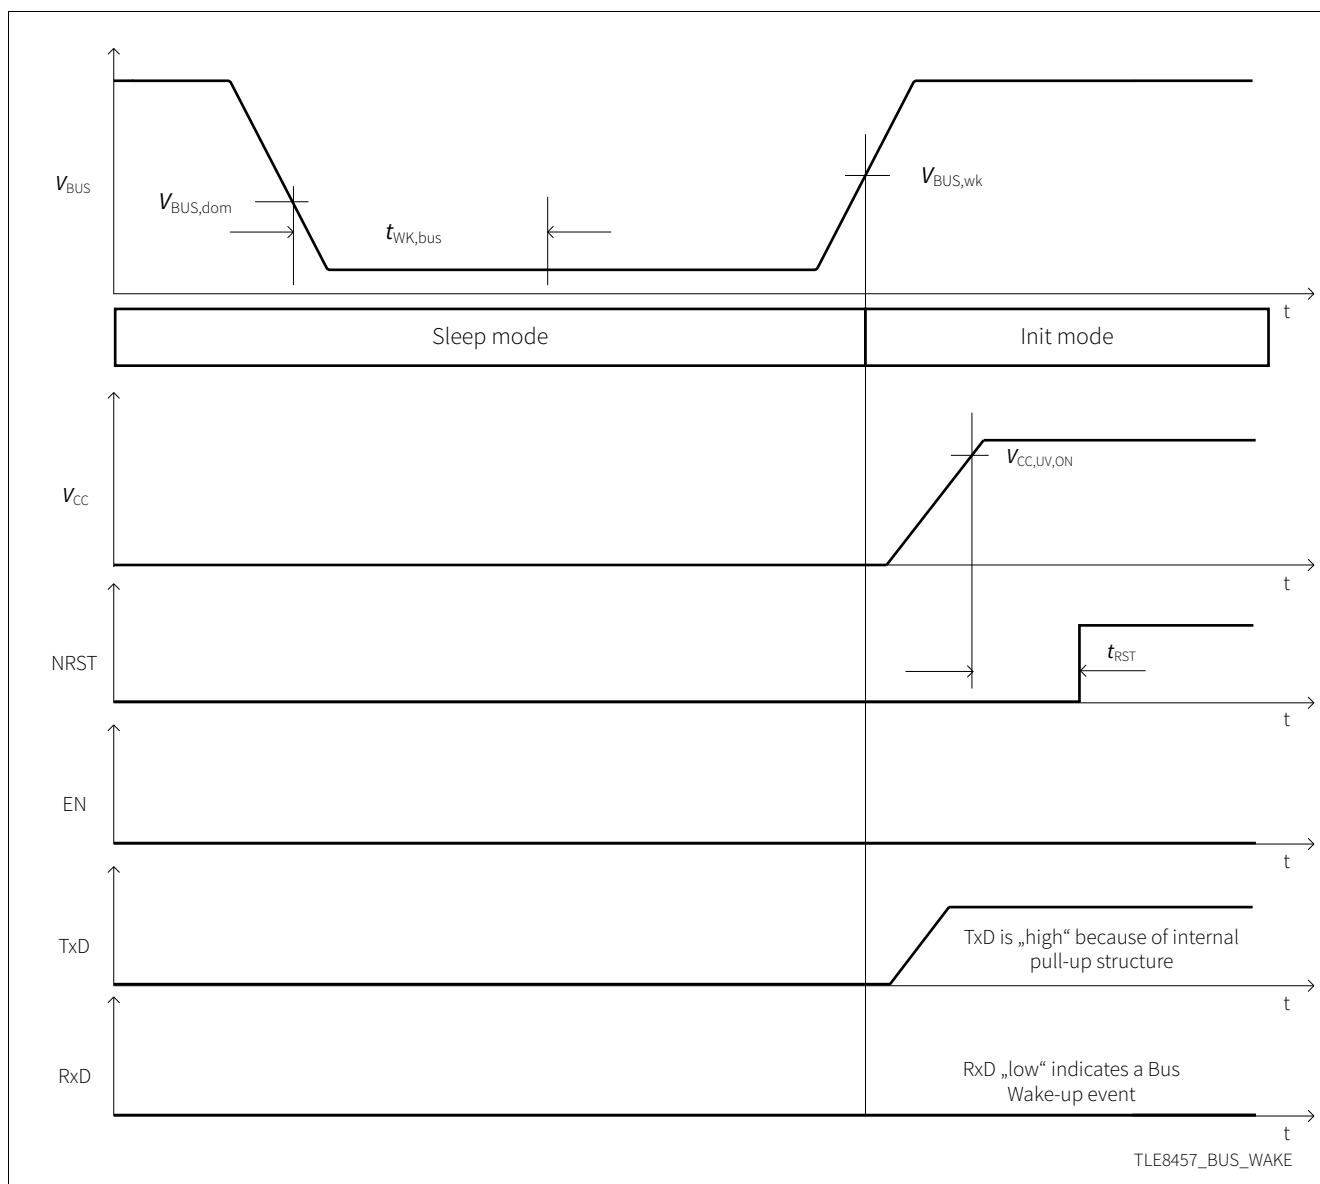 V_BUS
V_BUS,dom
t_WK,bus
V_BUS,wk
t
Sleep mode
Init mode
V_CC
V_CC,UV,ON
t
NRST
t_RST
t
EN
t
TxD
TxD is „high“ because of internal
pull-up structure
t
RxD
RxD „low“ indicates a Bus
Wake-up event
t
TLE8457_BUS_WAKE